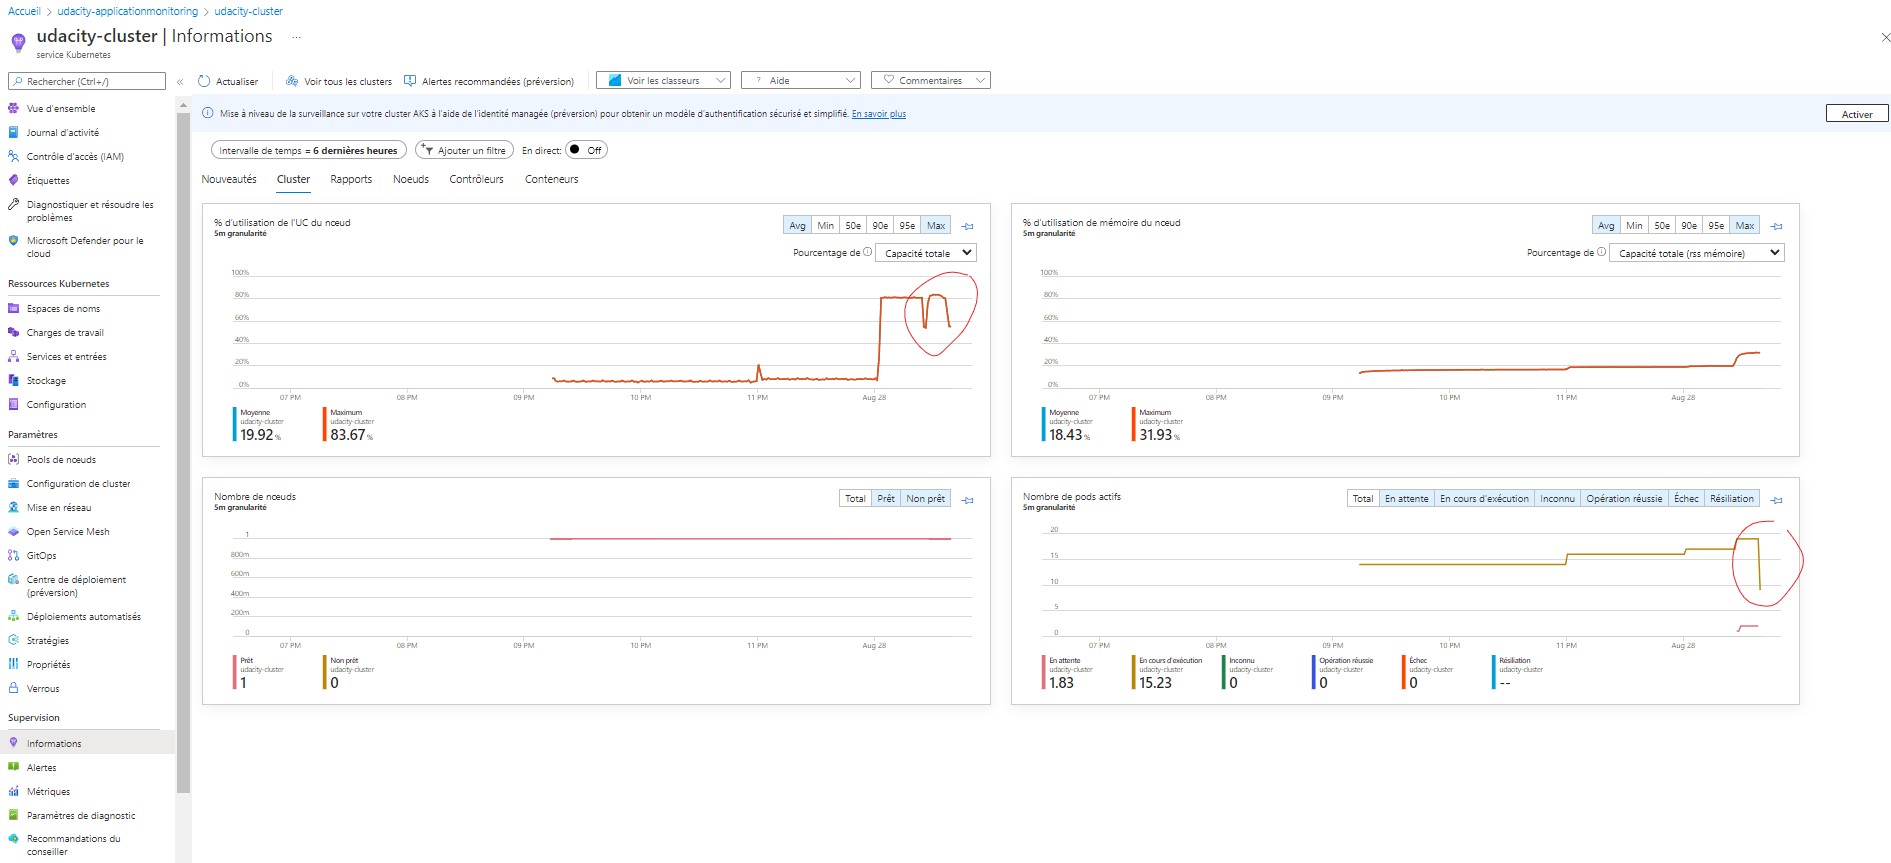 Accueil > udacity-applicationmonitoring > udacity-cluster
udacity-cluster | Informations ...
service Kubernetes
Rechercher (Ctrl+/)
«
Actualiser
Voir tous les clusters
Alertes recommandées (préversion)
Voir les classeurs
? Aide
Commentaires
Mise à niveau de la surveillance sur votre cluster AKS à l'aide de l'identité managée (préversion) pour obtenir un modèle d'authentification sécurisé et simplifié. En savoir plus
Activer
Intervalle de temps = 6 dernières heures
Ajouter un filtre
En direct: Off
Nouveautés
Cluster
Rapports
Noeuds
Contrôleurs
Conteneurs
Vue d'ensemble
Journal d'activité
Contrôle d'accès (IAM)
Étiquettes
Diagnostiquer et résoudre les
problèmes
Microsoft Defender pour le
cloud
Ressources Kubernetes
Espaces de noms
Charges de travail
Services et entrées
Stockage
Configuration
Paramètres
Pools de nœuds
Configuration de cluster
Mise en réseau
Open Service Mesh
GitOps
Centre de déploiement
(préversion)
Déploiements automatisés
Stratégies
Propriétés
Verrous
Supervision
Informations
Alertes
Métriques
Paramètres de diagnostic
Recommandations du
conseiller
% d'utilisation de l'UC du nœud
5m granularité
Avg Min 50e 90e 95e Max
Pourcentage de Capacité totale
100%
80%
60%
40%
20%
0%
07 PM 08 PM 09 PM 10 PM 11 PM Aug 28
Moyenne
udacity-cluster
19.92 %
Maximum
udacity-cluster
83.67 %
% d'utilisation de mémoire du nœud
5m granularité
Avg Min 50e 90e 95e Max
Pourcentage de Capacité totale (rss mémoire)
100%
80%
60%
40%
20%
0%
07 PM 08 PM 09 PM 10 PM 11 PM Aug 28
Moyenne
udacity-cluster
18.43 %
Maximum
udacity-cluster
31.93 %
Nombre de nœuds
5m granularité
Total Prêt Non prêt
1
800m
600m
400m
200m
0
07 PM 08 PM 09 PM 10 PM 11 PM Aug 28
Prêt
udacity-cluster
1
Non prêt
udacity-cluster
0
Nombre de pods actifs
5m granularité
Total En attente En cours d'exécution Inconnu Opération réussie Échec Résiliation
20
15
10
5
0
07 PM 08 PM 09 PM 10 PM 11 PM Aug 28
En attente
udacity-cluster
1.83
En cours d'exécution
udacity-cluster
15.23
Inconnu
udacity-cluster
0
Opération réussie
udacity-cluster
0
Échec
udacity-cluster
0
Résiliation
udacity-cluster
--